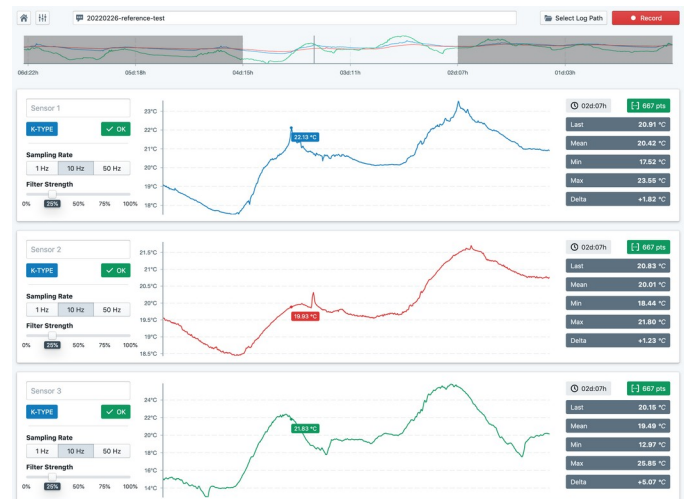 20220226-reference-test
Select Log Path
Record
06d:22h 05d:18h 04d:15h 03d:11h 02d:07h 01d:03h
Sensor 1
K-TYPE
OK
Sampling Rate
1 Hz 10 Hz 50 Hz
Filter Strength
0% 25% 50% 75% 100%
23°C
22°C
21°C
20°C
19°C
18°C
22.13 °C
02d:07h
[-] 667 pts
Last 20.91 °C
Mean 20.42 °C
Min 17.52 °C
Max 23.55 °C
Delta +1.82 °C
Sensor 2
K-TYPE
OK
Sampling Rate
1 Hz 10 Hz 50 Hz
Filter Strength
0% 25% 50% 75% 100%
21.5°C
21°C
20.5°C
20°C
19.5°C
19°C
18.5°C
19.93 °C
02d:07h
[-] 667 pts
Last 20.83 °C
Mean 20.01 °C
Min 18.44 °C
Max 21.80 °C
Delta +1.23 °C
Sensor 3
K-TYPE
OK
Sampling Rate
1 Hz 10 Hz 50 Hz
Filter Strength
0% 25% 50% 75% 100%
24°C
22°C
20°C
18°C
16°C
14°C
21.83 °C
02d:07h
[-] 667 pts
Last 20.15 °C
Mean 19.49 °C
Min 12.97 °C
Max 25.85 °C
Delta +5.07 °C